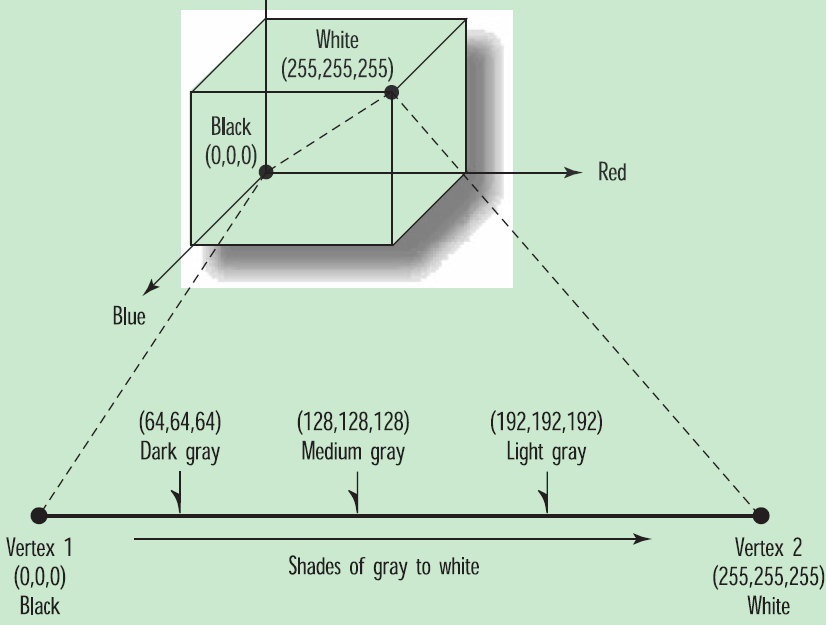 White
(255,255,255)
Black
(0,0,0)
Red
Blue
(64,64,64)
Dark gray
(128,128,128)
Medium gray
(192,192,192)
Light gray
Vertex 1
(0,0,0)
Black
Shades of gray to white
Vertex 2
(255,255,255)
White